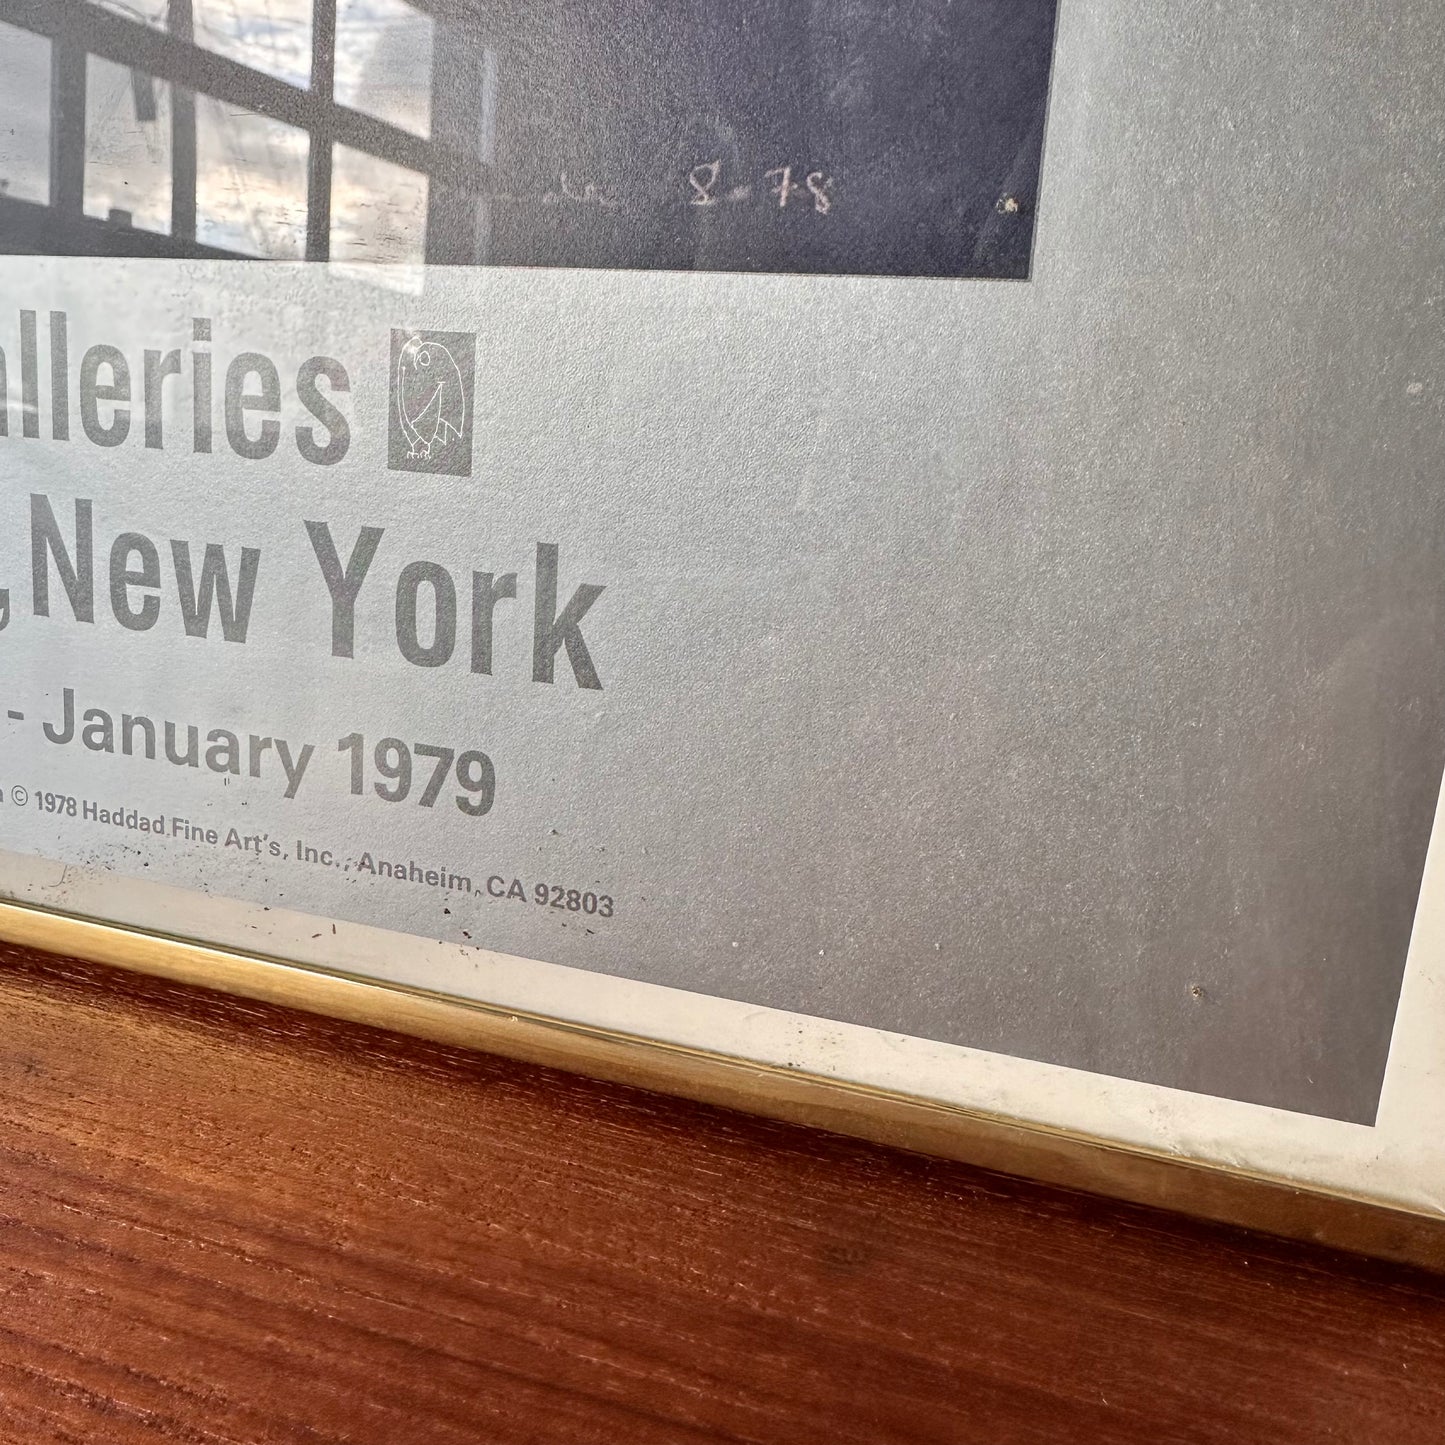 8-78
alleries
, New York
- January 1979
© 1978 Haddad Fine Art's, Inc., Anaheim, CA 92803